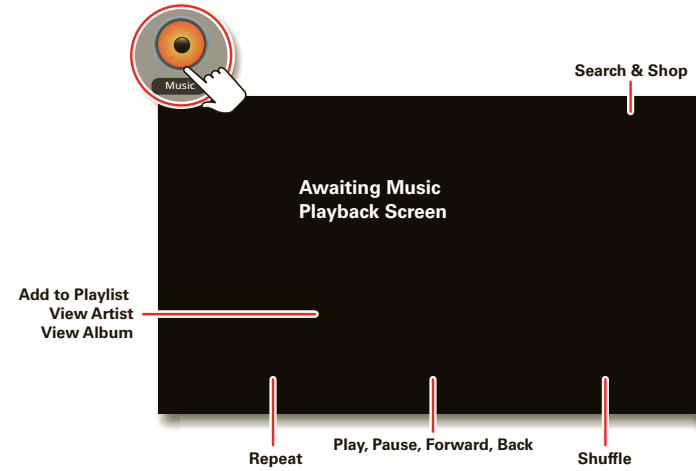 Music
Search & Shop
Awaiting Music
Playback Screen
Add to Playlist
View Artist
View Album
Repeat
Play, Pause, Forward, Back
Shuffle